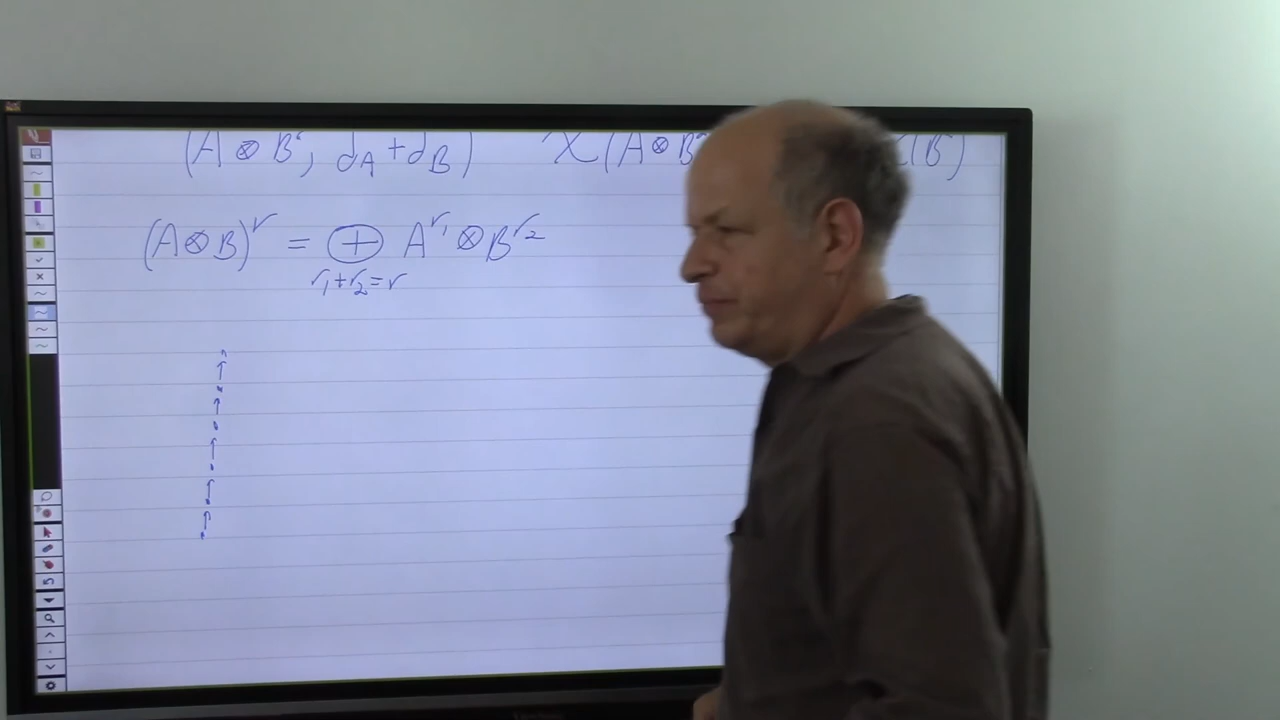 (A ⊗ B, d_A + d_B) χ(A ⊗ B χ(B)
(A ⊗ B)^r = ⊕ A^{r_1} ⊗ B^{r_2}
r_1 + r_2 = r